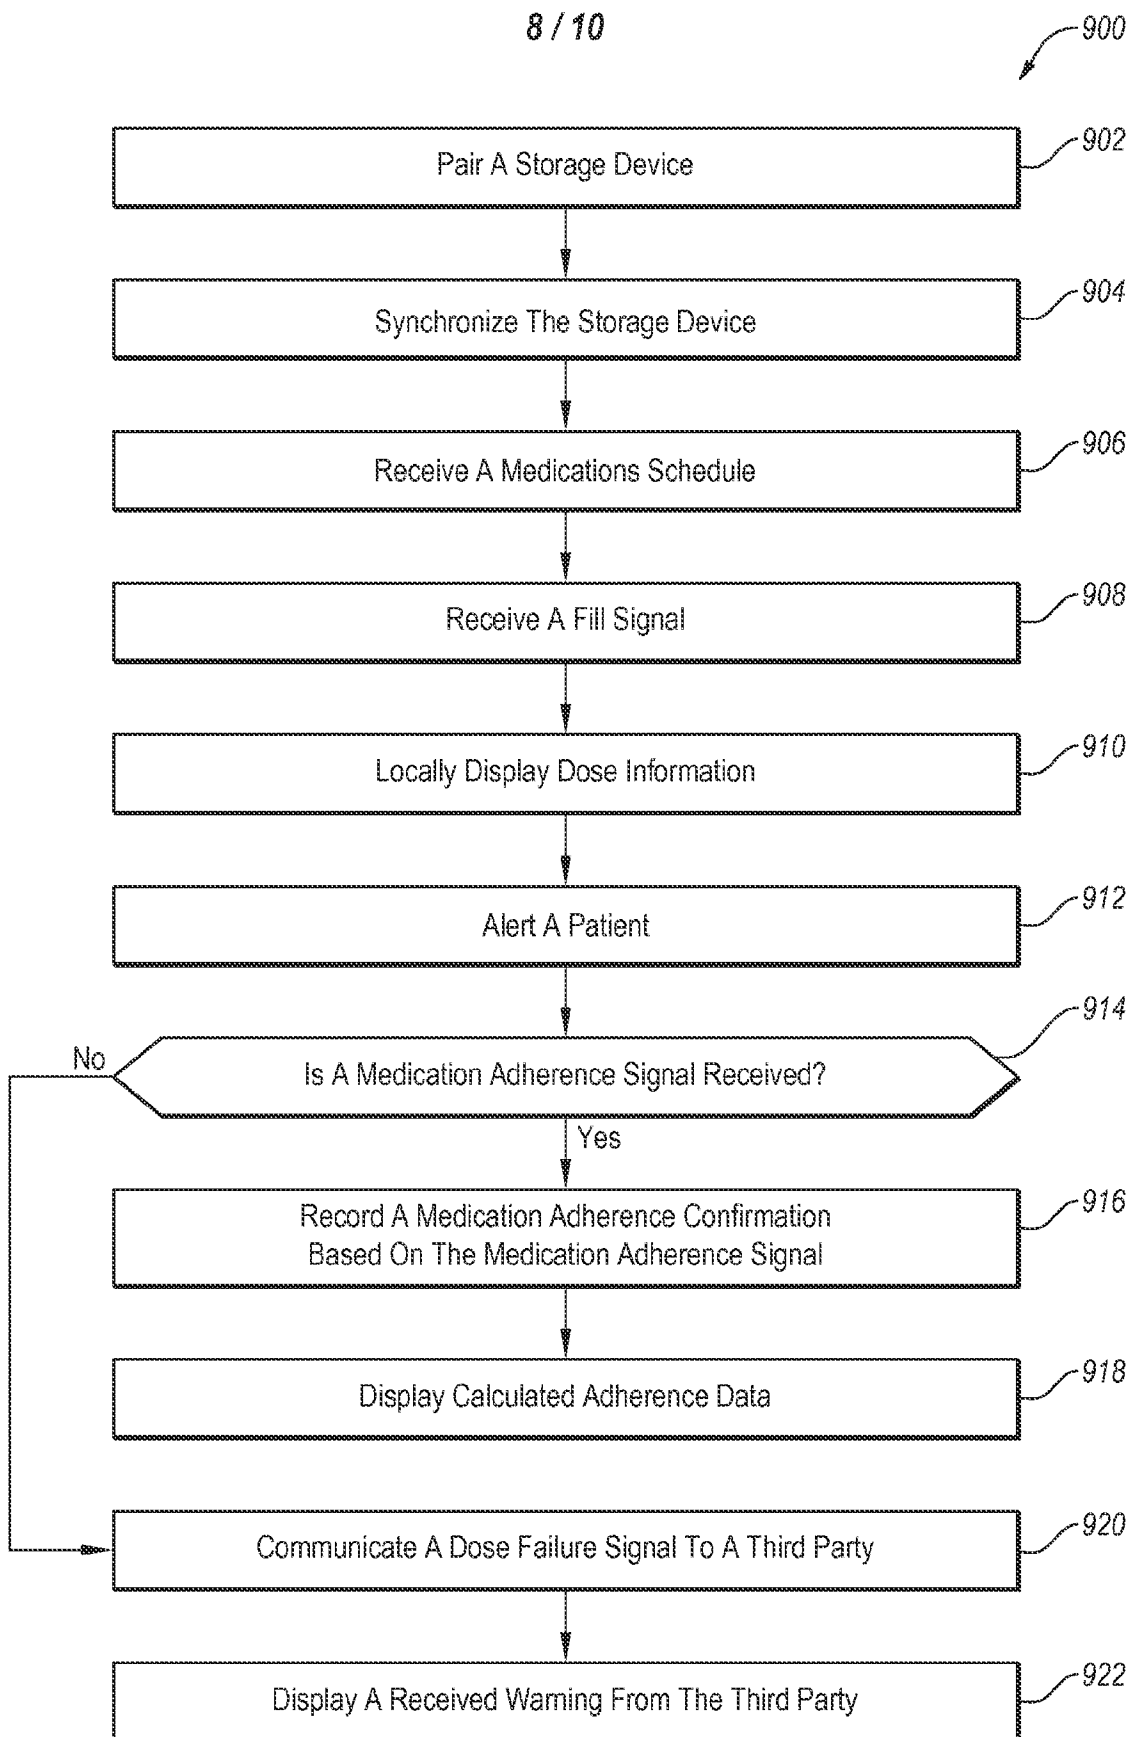 8 / 10
900
902
Pair A Storage Device
904
Synchronize The Storage Device
906
Receive A Medications Schedule
908
Receive A Fill Signal
910
Locally Display Dose Information
912
Alert A Patient
914
No
Is A Medication Adherence Signal Received?
Yes
916
Record A Medication Adherence Confirmation
Based On The Medication Adherence Signal
918
Display Calculated Adherence Data
920
Communicate A Dose Failure Signal To A Third Party
922
Display A Received Warning From The Third Party